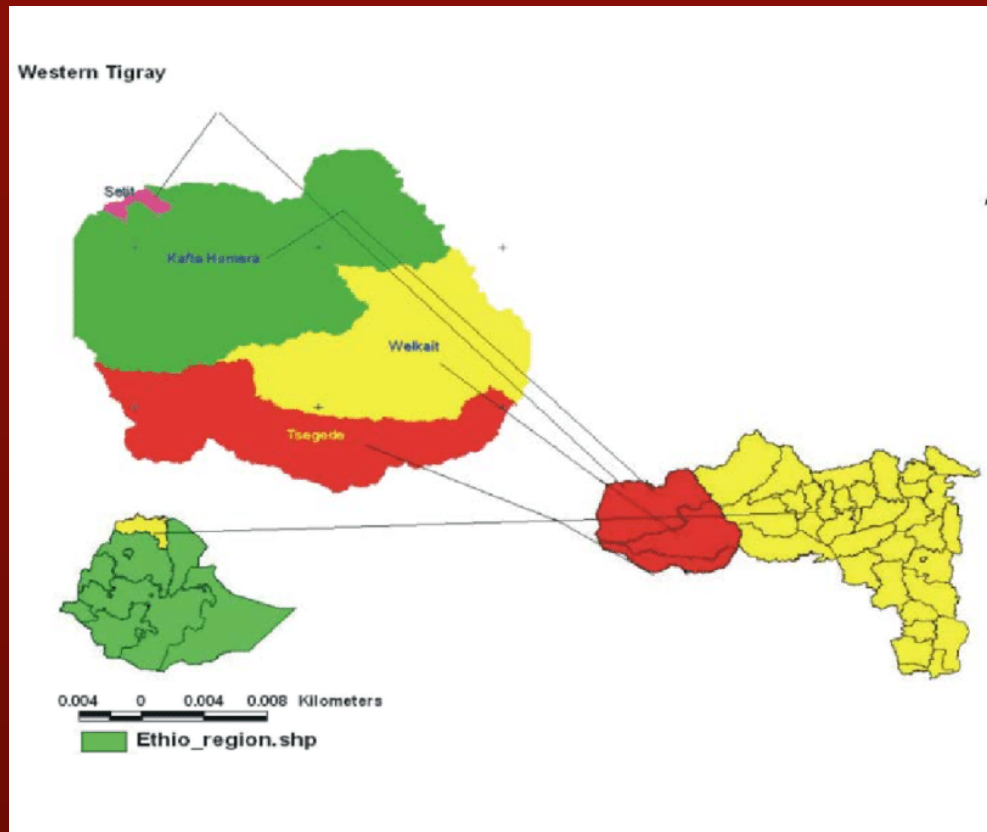 Western Tigray
Setit
Kafta Humera
Welkait
Tsegede
0.004 0 0.004 0.008 Kilometers
Ethio_region.shp